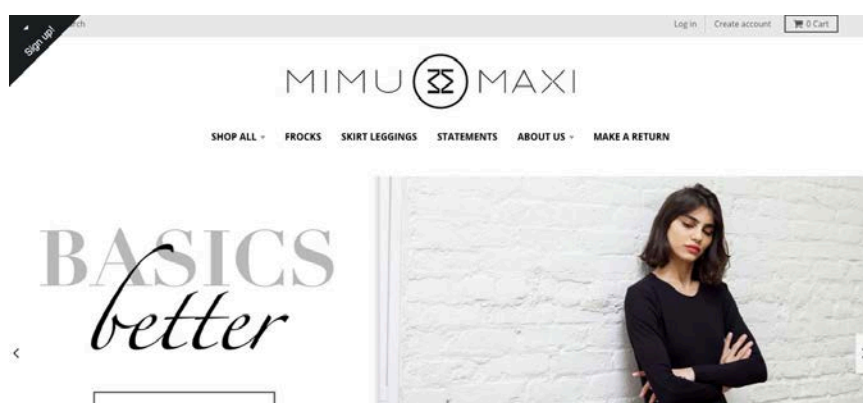 Sign up!
Log in Create account 0 Cart
MIMU MAXI
SHOP ALL FROCKS SKIRT LEGGINGS STATEMENTS ABOUT US MAKE A RETURN
BASICS
better